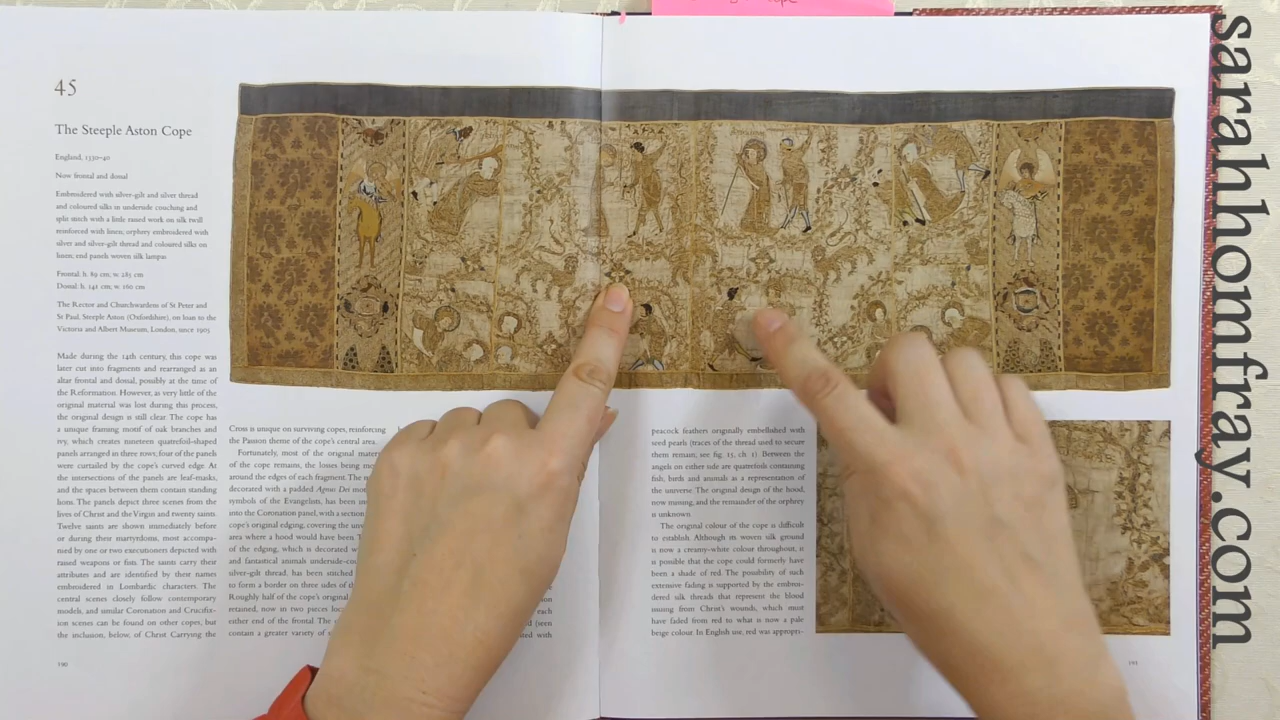 cope
45
The Steeple Aston Cope
England, 1330–40
Now frontal and dossal
Embroidered with silver-gilt and silver thread
and coloured silks in underside couching and
split stitch with a little raised work on silk twill
reinforced with linen; orphrey embroidered with
silver and silver-gilt thread and coloured silks on
linen; end panels woven silk lampas
Frontal: h. 89 cm; w. 285 cm
Dossal: h. 141 cm; w. 160 cm
The Rector and Churchwardens of St Peter and
St Paul, Steeple Aston (Oxfordshire), on loan to the
Victoria and Albert Museum, London, since 1905
Made during the 14th century, this cope was
later cut into fragments and rearranged as an
altar frontal and dossal, possibly at the time of
the Reformation. However, as very little of the
original material was lost during this process,
the original design is still clear. The cope has
a unique framing motif of oak branches and
ivy, which creates nineteen quatrefoil-shaped
panels arranged in three rows; four of the panels
were curtailed by the cope's curved edge. At
the intersections of the panels are leaf-masks,
and the spaces between them contain standing
lions. The panels depict three scenes from the
lives of Christ and the Virgin and twenty saints.
Twelve saints are shown immediately before
or during their martyrdoms, most accompa-
nied by one or two executioners depicted with
raised weapons or fists. The saints carry their
attributes and are identified by their names
embroidered in Lombardic characters. The
central scenes closely follow contemporary
models, and similar Coronation and Crucifix-
ion scenes can be found on other copes, but
the inclusion, below, of Christ Carrying the
190
Cross is unique on surviving copes, reinforcing
the Passion theme of the cope's central area.
Fortunately, most of the original mater
of the cope remains, the losses being mo
around the edges of each fragment. The
decorated with a padded Agnus Dei
symbols of the Evangelists, has been
into the Coronation panel, with a section
cope's original edging, covering the
area where a hood would have been.
of the edging, which is decorated
and fantastical animals underside-
silver-gilt thread, has been stitched
to form a border on three sides of
Roughly half of the cope's original
retained, now in two pieces
either end of the frontal. The
contain a greater variety of
each
(seen
with
peacock feathers originally embellished with
seed pearls (traces of the thread used to secure
them remain, see fig. 15, ch. 1). Between the
angels on either side are quatrefoils containing
fish, birds and animals as a representation of
the universe. The original design of the hood,
now missing, and the remainder of the orphrey
is unknown.
The original colour of the cope is difficult
to establish. Although its woven silk ground
is now a creamy-white colour throughout, it
is possible that the cope could formerly have
been a shade of red. The possibility of such
extensive fading is supported by the embroi-
dered silk threads that represent the blood
issuing from Christ's wounds, which must
have faded from red to what is now a pale
beige colour. In English use, red was appropri-
191
sarahhomfray.com